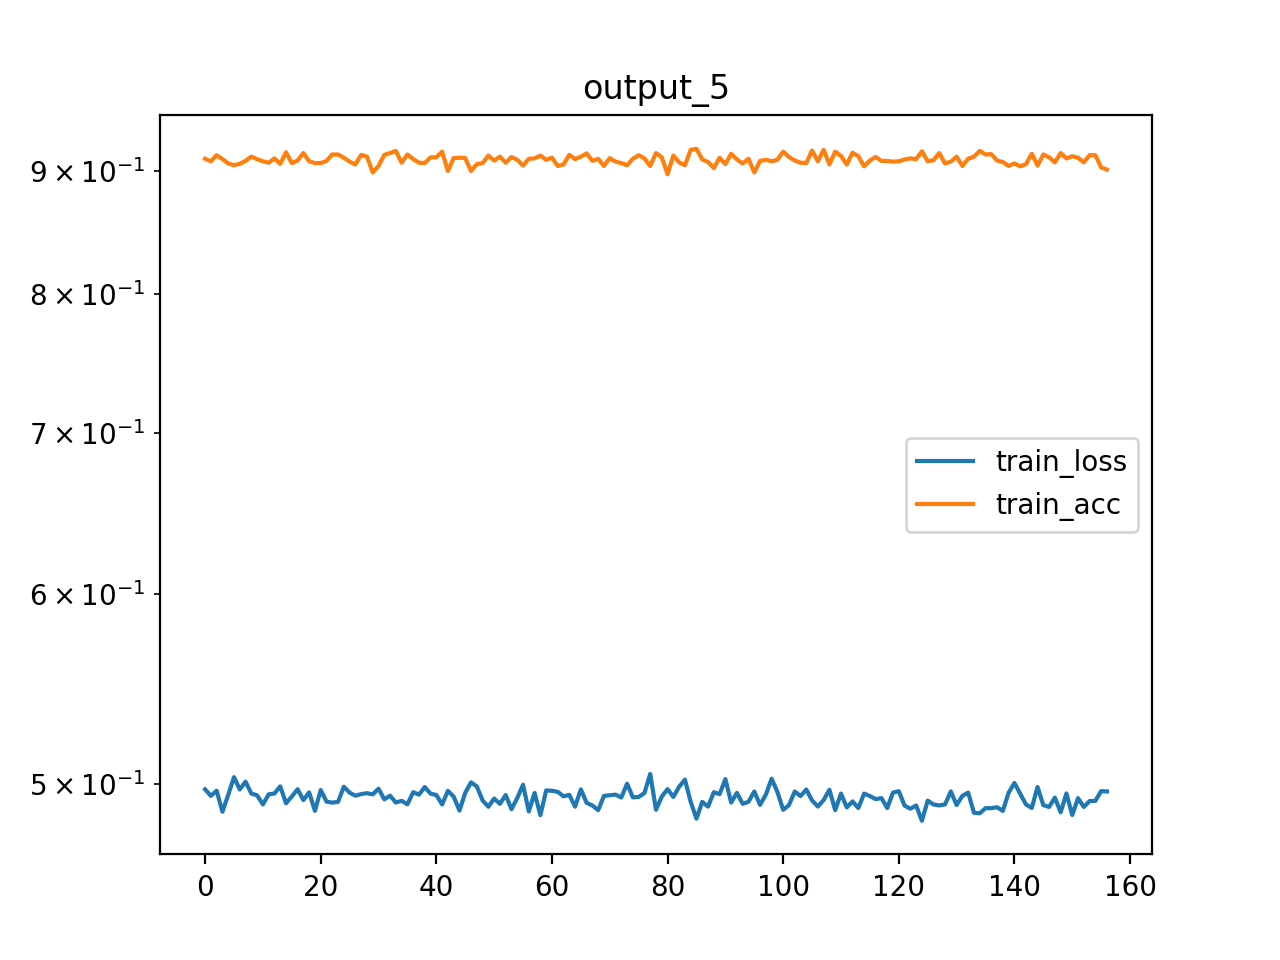 output_5
9 × 10⁻¹
8 × 10⁻¹
7 × 10⁻¹
6 × 10⁻¹
5 × 10⁻¹
train_loss
train_acc
0 20 40 60 80 100 120 140 160